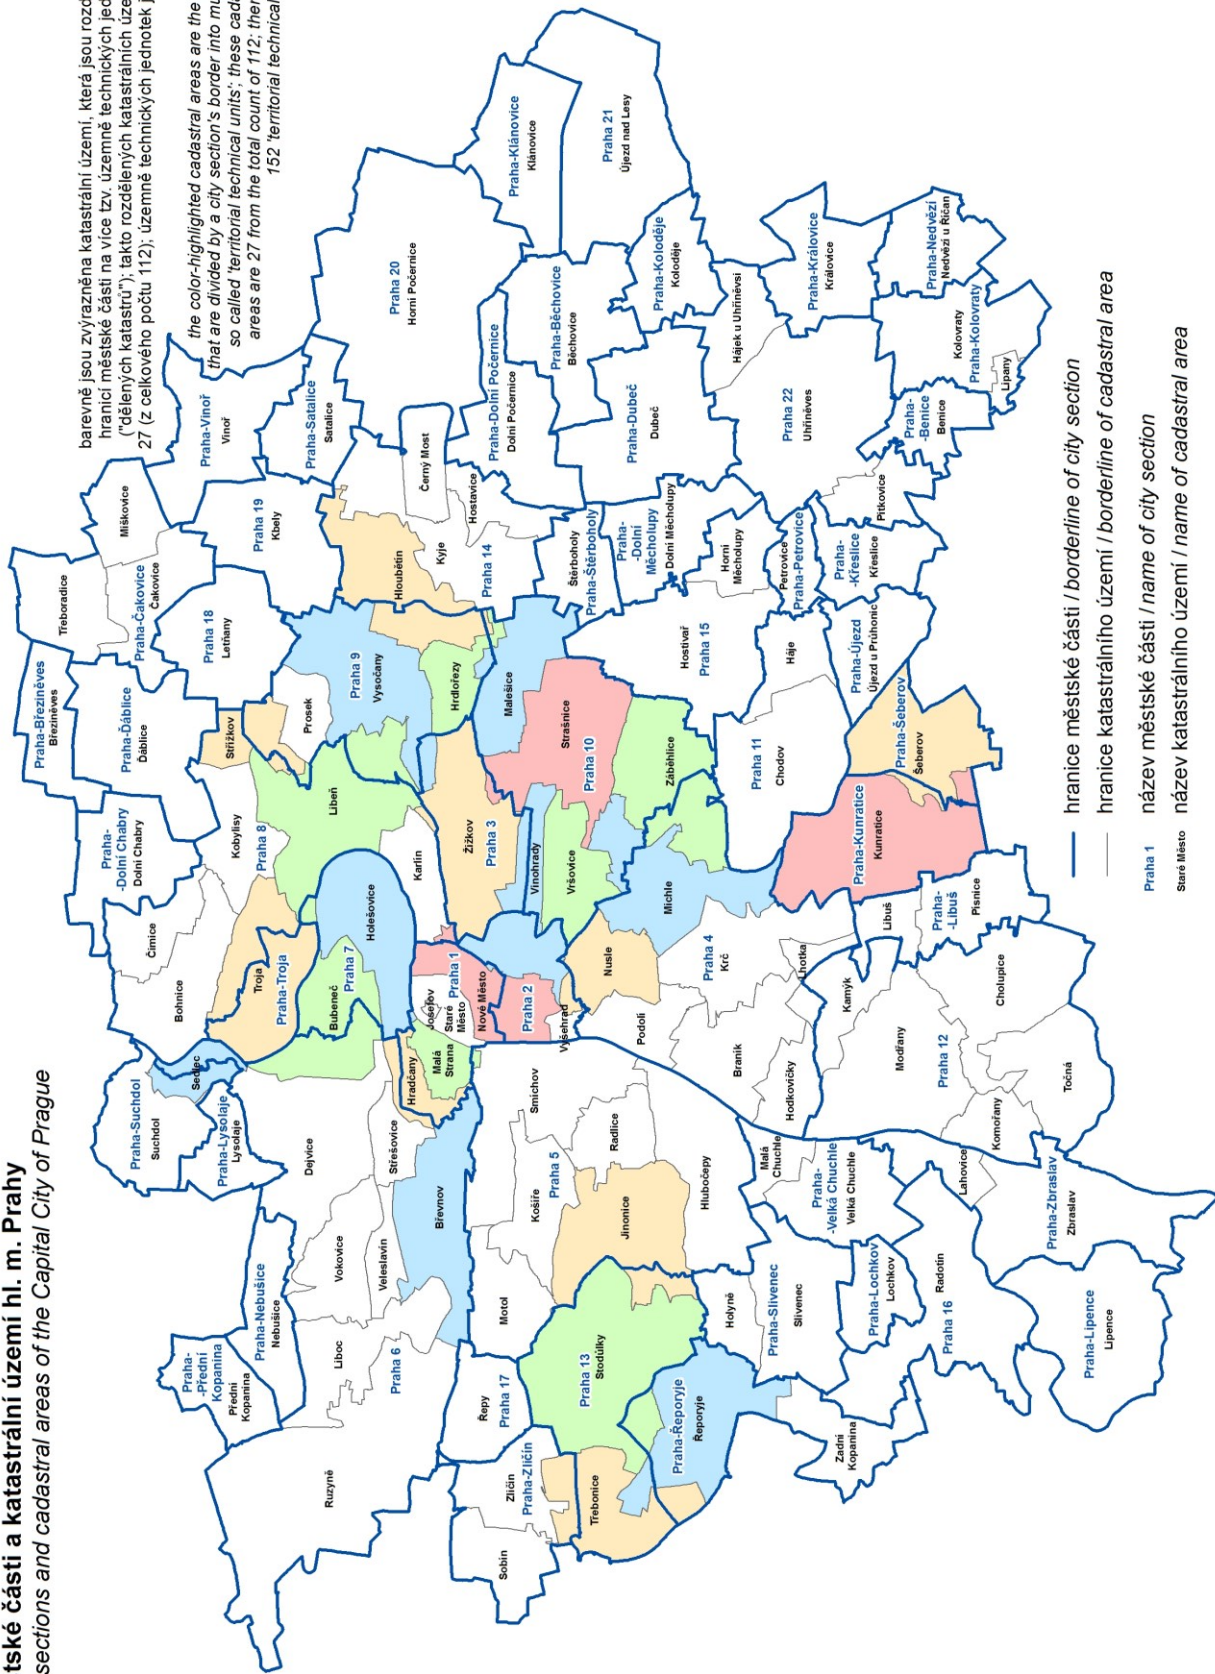 tské části a katastrální území hl. m. Prahy
sections and cadastral areas of the Capital City of Prague
barevně jsou zvýrazněna katastrální území, která jsou rozd
hranicí městské části na více tzv. územně technických jed
("dělených katastrů"); takto rozdělených katastrálních úze
27 (z celkového počtu 112); územně technických jednotek j
the color-highlighted cadastral areas are the
that are divided by a city section's border into mu
so called 'territorial technical units'; these cada
areas are 27 from the total count of 112; ther
152 'territorial technical
Praha-Březiněves
Březiněves
Třeboradice
Miškovice
Praha-Čakovice
Čakovice
Praha-Ďáblice
Ďáblice
Praha-
-Dolní Chabry
Dolní Chabry
Praha 18
Letňany
Praha-Vinoř
Vinoř
Praha 19
Kbely
Praha-Satalice
Satalice
Čimice
Bohnice
Kobylisy
Praha 8
Střížkov
Prosek
Praha 9
Vysočany
Hloubětín
Kyje
Praha 14
Hostavice
Černý Most
Praha 20
Horní Počernice
Praha-Klánovice
Klánovice
Praha 21
Újezd nad Lesy
Praha-Dolní Počernice
Dolní Počernice
Praha-Běchovice
Běchovice
Praha-Koloděje
Koloděje
Praha-Suchdol
Suchdol
Sedlec
Praha-Lysolaje
Lysolaje
Troja
Praha-Troja
Libeň
Holešovice
Praha 7
Bubeneč
Karlín
Hrdlořezy
Malešice
Žižkov
Praha 3
Praha-
-Přední
Kopanina
Přední
Kopanina
Praha-Nebušice
Nebušice
Dejvice
Vokovice
Veleslavín
Střešovice
Liboc
Praha 6
Ruzyně
Břevnov
Hradčany
Malá
Strana
Josefov
Staré
Město
Praha 1
Nové Město
Praha 2
Vyšehrad
Vinohrady
Vršovice
Strašnice
Praha 10
Záběhlice
Štěrboholy
Praha-Štěrboholy
Praha-
-Dolní
Měcholupy
Dolní Měcholupy
Praha-Dubeč
Dubeč
Hájek u Uhříněvsi
Praha-Královice
Královice
Praha-Nedvězí
Nedvězí u Říčan
Praha 22
Uhříněves
Kolovraty
Praha-Kolovraty
Lipany
Praha-
-Benice
Benice
Pitkovice
Praha-
-Křeslice
Křeslice
Petrovice
Praha-Petrovice
Horní
Měcholupy
Hostivař
Praha 15
Háje
Praha-Újezd
Újezd u Průhonic
Praha 11
Chodov
Praha-Šeberov
Šeberov
Praha-Kunratice
Kunratice
Michle
Nusle
Praha 4
Krč
Podolí
Braník
Lhotka
Hodkovičky
Kamýk
Libuš
Praha-
-Libuš
Písnice
Modřany
Praha 12
Cholupice
Točná
Komořany
Smíchov
Radlice
Košíře
Praha 5
Motol
Jinonice
Hlubočepy
Řepy
Praha 17
Zličín
Praha-Zličín
Sobín
Třebonice
Praha 13
Stodůlky
Praha-Řeporyje
Řeporyje
Holyně
Praha-Slivenec
Slivenec
Malá
Chuchle
Praha-
-Velká Chuchle
Velká Chuchle
Praha-Lochkov
Lochkov
Radotín
Praha 16
Zadní
Kopanina
Lahovice
Praha-Zbraslav
Zbraslav
Praha-Lipence
Lipence
hranice městské části / borderline of city section
hranice katastrálního území / borderline of cadastral area
Praha 1 název městské části / name of city section
Staré Město název katastrálního území / name of cadastral area